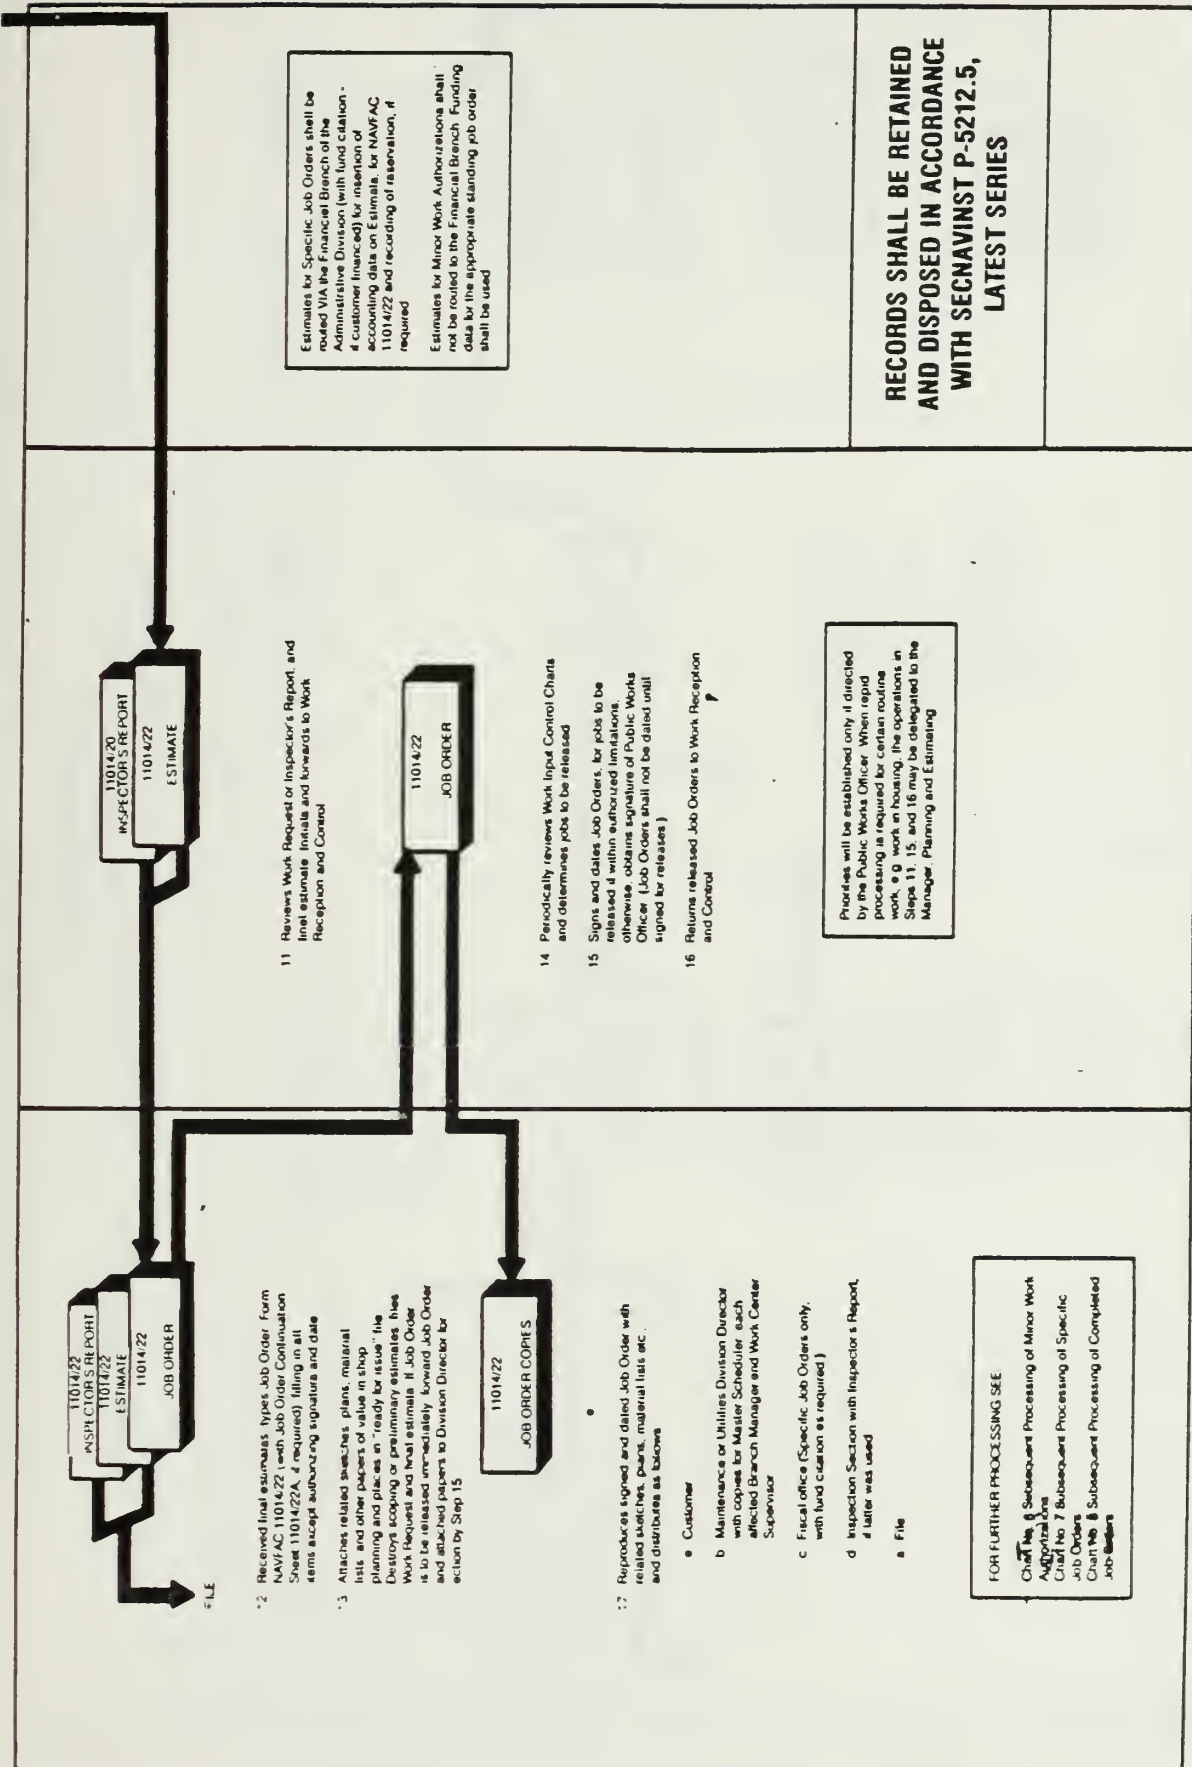 11014/22
INSPECTOR'S REPORT
11014/22
ESTIMATE
11014/22
JOB ORDER
FILE
12 Received final estimates types Job Order Form
NAVFAC 11014/22 (with Job Order Continuation
Sheet 11014/22A, if required) filling in all
items except authorizing signature and date
13 Attaches related sketches plans, material
lists and other papers of value in shop
planning and places in "ready for issue" file
Destroys scoping or preliminary estimates files
Work Request and final estimate If Job Order
is to be released immediately forward Job Order
and attached papers to Division Director for
action by Step 15
11014/22
JOB ORDER COPIES
17 Reproduces signed and dated Job Order with
related sketches, plans, material lists etc.
and distributes as follows
a Customer
b Maintenance or Utilities Division Director
with copies for Master Scheduler each
affected Branch Manager and Work Center
Supervisor
c Fiscal office (Specific Job Orders only,
with fund citation as required)
d Inspection Section with Inspector's Report,
if latter was used
e File
FOR FURTHER PROCESSING SEE
Chart No. Subsequent Processing of Minor Work
Authorizations
Chart No 7 Subsequent Processing of Specific
Job Orders
Chart No. 8 Subsequent Processing of Completed
Job Orders
11014/20
INSPECTOR'S REPORT
11014/22
ESTIMATE
11 Reviews Work Request or Inspector's Report, and
final estimate Initials and forwards to Work
Reception and Control
11014/22
JOB ORDER
14 Periodically reviews Work Input Control Charts
and determines jobs to be released
15 Signs and dates Job Orders, for jobs to be
released if within authorized limitations,
otherwise, obtains signature of Public Works
Officer (Job Orders shall not be dated until
signed for releases)
16 Returns released Job Orders to Work Reception
and Control
Priorities will be established only if directed
by the Public Works Officer When rapid
processing is required for certain routine
work, e.g. work in housing, the operations in
Steps 11, 15, and 16 may be delegated to the
Manager, Planning and Estimating
Estimates for Specific Job Orders shall be
routed VIA the Financial Branch of the
Administrative Division (with fund citation -
if customer financed) for insertion of
accounting data on Estimate, for NAVFAC
11014/22 and recording of reservation, if
required
Estimates for Minor Work Authorizations shall
not be routed to the Financial Branch Funding
data for the appropriate standing job order
shall be used
RECORDS SHALL BE RETAINED
AND DISPOSED IN ACCORDANCE
WITH SECNAVINST P-5212.5,
LATEST SERIES